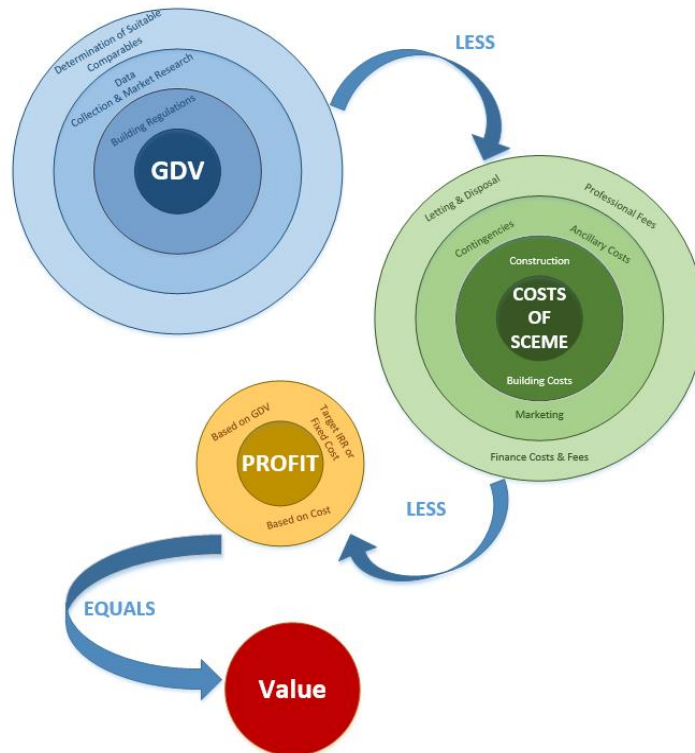 Determination of Suitable
Comparables
Data
Collection & Market Research
Building Regulations
GDV
LESS
Letting & Disposal
Professional Fees
Contingencies
Ancillary Costs
Construction
COSTS
OF
SCEME
Building Costs
Marketing
Finance Costs & Fees
LESS
Based on GDV
Target IRR or
Fixed Cost
PROFIT
Based on Cost
EQUALS
Value